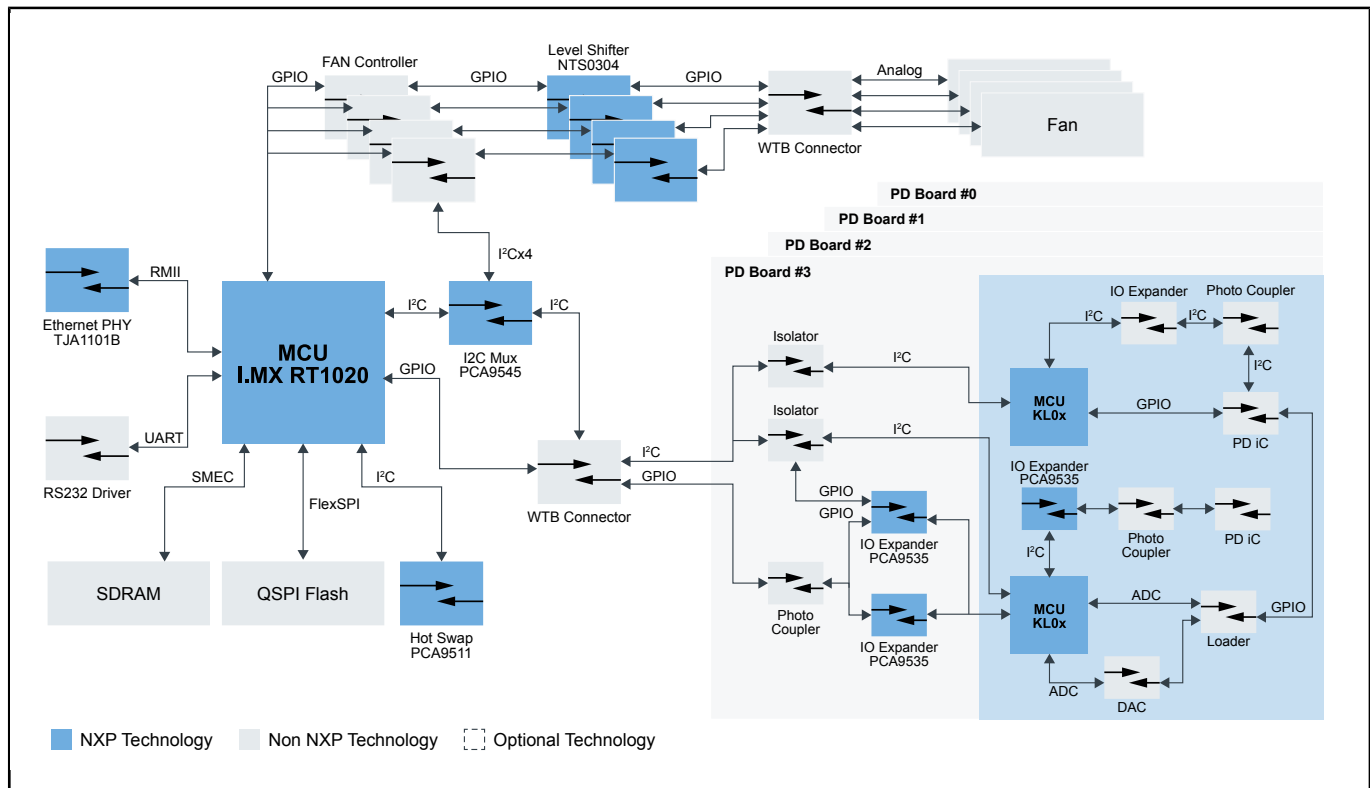 Level Shifter
NTS0304
FAN Controller
GPIO
GPIO
GPIO
Analog
Fan
WTB Connector
PD Board #0
PD Board #1
PD Board #2
PD Board #3
I²Cx4
RMII
Ethernet PHY
TJA1101B
MCU
I.MX RT1020
I²C
I²C
I2C Mux
PCA9545
GPIO
UART
RS232 Driver
SMEC
FlexSPI
I²C
SDRAM
QSPI Flash
Hot Swap
PCA9511
WTB Connector
I²C
GPIO
Isolator
I²C
Isolator
I²C
GPIO
GPIO
IO Expander
PCA9535
Photo
Coupler
IO Expander
PCA9535
IO Expander
Photo Coupler
I²C
I²C
I²C
MCU
KL0x
GPIO
PD iC
IO Expander
PCA9535
Photo
Coupler
PD iC
I²C
MCU
KL0x
ADC
GPIO
Loader
ADC
DAC
NXP Technology
Non NXP Technology
Optional Technology